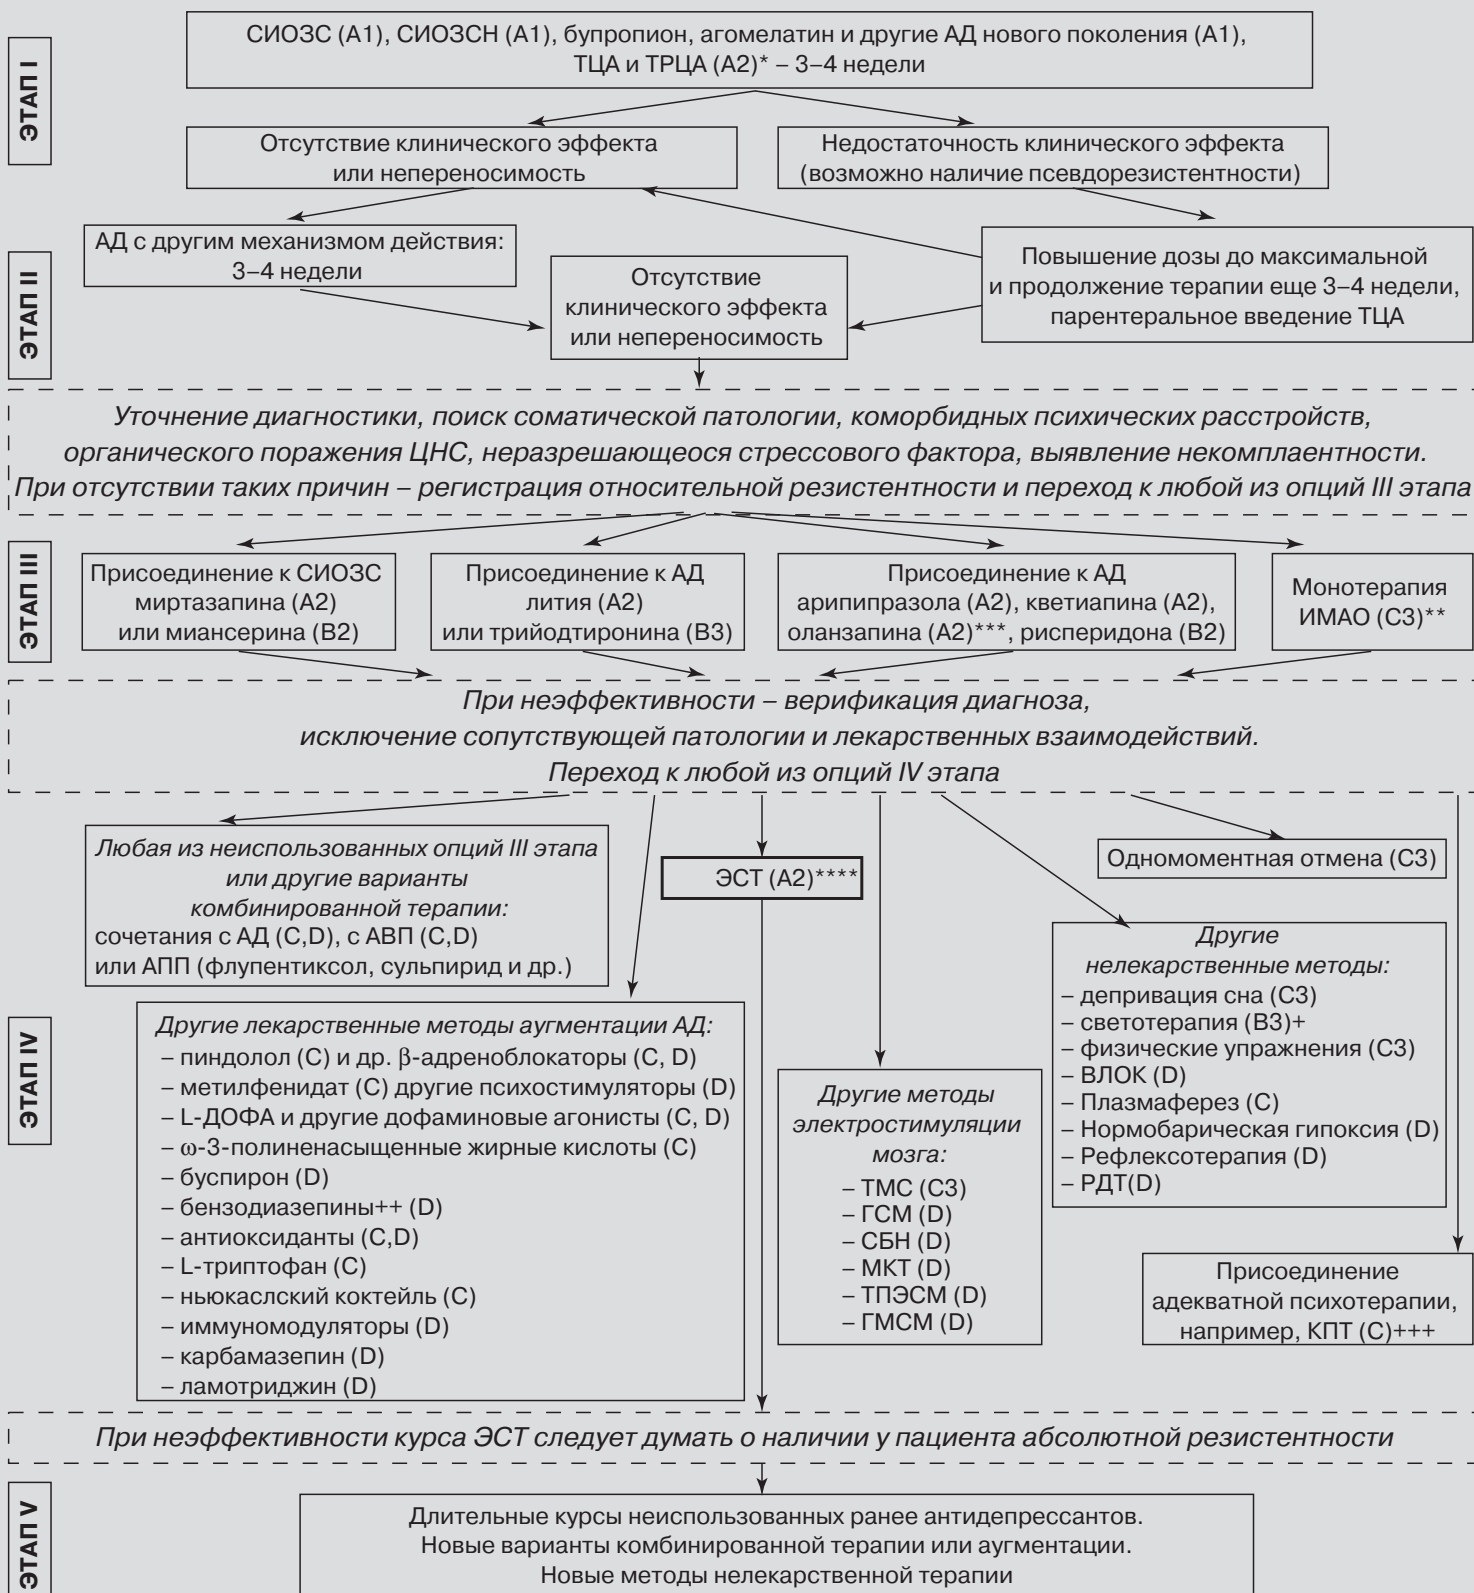 ЭТАП I
СИОЗС (А1), СИОЗСН (А1), бупропион, агомелатин и другие АД нового поколения (А1),
ТЦА и ТРЦА (А2)* – 3–4 недели
Отсутствие клинического эффекта
или непереносимость
Недостаточность клинического эффекта
(возможно наличие псевдорезистентности)
ЭТАП II
АД с другим механизмом действия:
3–4 недели
Отсутствие
клинического эффекта
или непереносимость
Повышение дозы до максимальной
и продолжение терапии еще 3–4 недели,
парентеральное введение ТЦА
Уточнение диагностики, поиск соматической патологии, коморбидных психических расстройств,
органического поражения ЦНС, неразрешающеося стрессового фактора, выявление некомплаентности.
При отсутствии таких причин – регистрация относительной резистентности и переход к любой из опций III этапа
ЭТАП III
Присоединение к СИОЗС
миртазапина (А2)
или миансерина (В2)
Присоединение к АД
лития (А2)
или трийодтиронина (В3)
Присоединение к АД
арипипразола (А2), кветиапина (А2),
оланзапина (А2)***, рисперидона (В2)
Монотерапия
ИМАО (С3)**
При неэффективности – верификация диагноза,
исключение сопутствующей патологии и лекарственных взаимодействий.
Переход к любой из опций IV этапа
ЭТАП IV
Любая из неиспользованных опций III этапа
или другие варианты
комбинированной терапии:
сочетания с АД (C,D), с АВП (C,D)
или АПП (флупентиксол, сульпирид и др.)
Другие лекарственные методы аугментации АД:
– пиндолол (С) и др. β-адреноблокаторы (C, D)
– метилфенидат (С) другие психостимуляторы (D)
– L-ДОФА и другие дофаминовые агонисты (C, D)
– ω-3-полиненасыщенные жирные кислоты (С)
– буспирон (D)
– бензодиазепины++ (D)
– антиоксиданты (C,D)
– L-триптофан (С)
– ньюкаслский коктейль (С)
– иммуномодуляторы (D)
– карбамазепин (D)
– ламотриджин (D)
ЭСТ (А2)****
Другие методы
электростимуляции
мозга:
– ТМС (С3)
– ГСМ (D)
– СБН (D)
– МКТ (D)
– ТПЭСМ (D)
– ГМСМ (D)
Одномоментная отмена (С3)
Другие
нелекарственные методы:
– депривация сна (С3)
– светотерапия (В3)+
– физические упражнения (С3)
– ВЛОК (D)
– Плазмаферез (С)
– Нормобарическая гипоксия (D)
– Рефлексотерапия (D)
– РДТ(D)
Присоединение
адекватной психотерапии,
например, КПТ (С)+++
При неэффективности курса ЭСТ следует думать о наличии у пациента абсолютной резистентности
ЭТАП V
Длительные курсы неиспользованных ранее антидепрессантов.
Новые варианты комбинированной терапии или аугментации.
Новые методы нелекарственной терапии